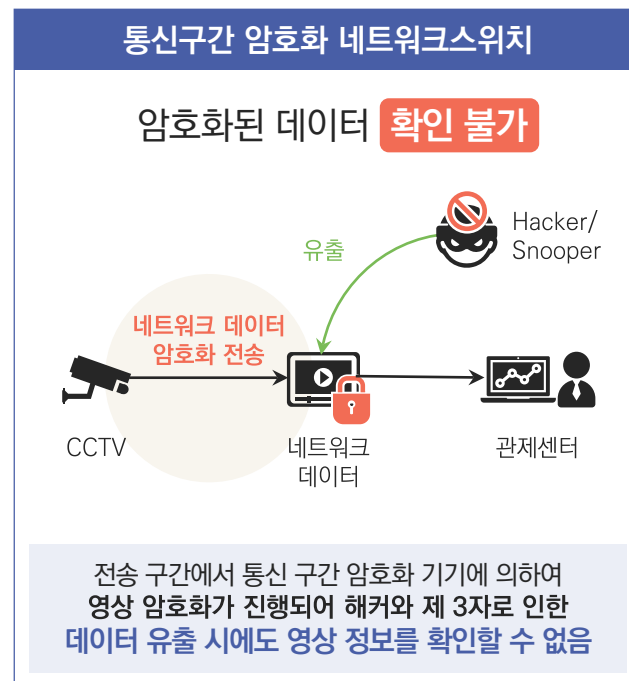 통신구간 암호화 네트워크스위치
암호화된 데이터 확인 불가
Hacker/
Snooper
유출
네트워크 데이터
암호화 전송
CCTV
네트워크
데이터
관제센터
전송 구간에서 통신 구간 암호화 기기에 의하여
영상 암호화가 진행되어 해커와 제 3자로 인한
데이터 유출 시에도 영상 정보를 확인할 수 없음